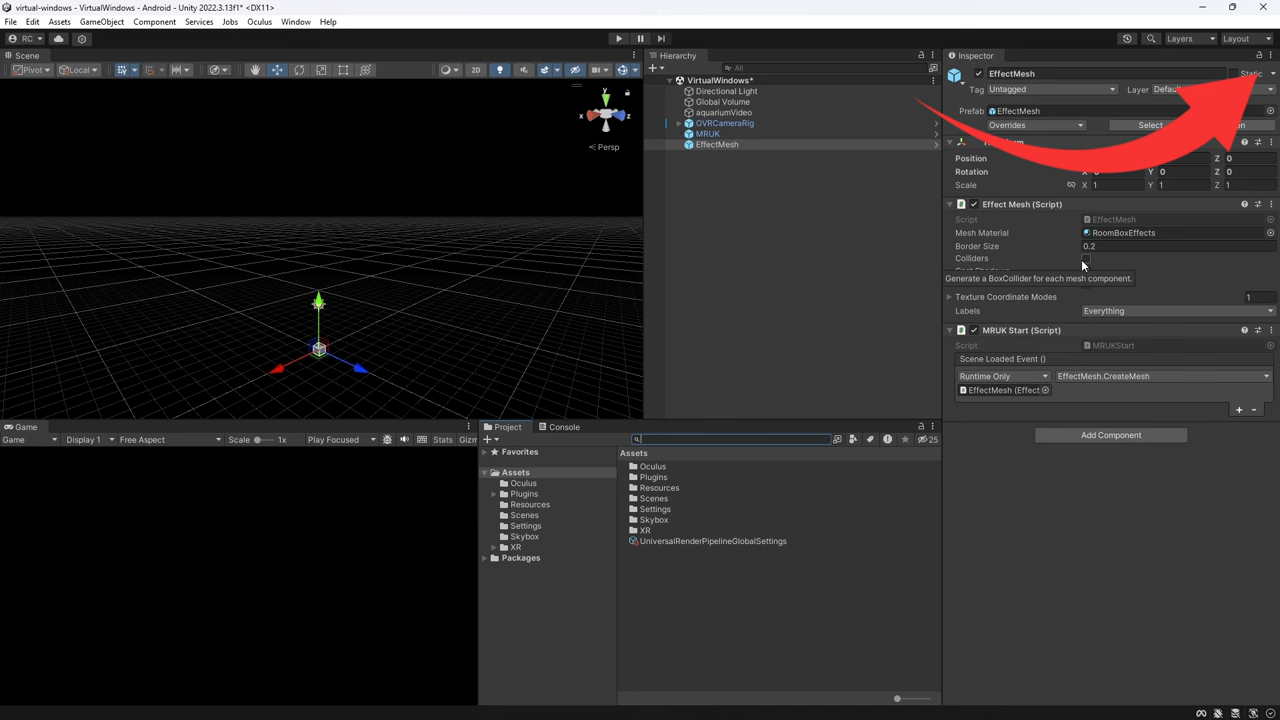 virtual-windows - VirtualWindows - Android - Unity 2022.3.13f1* <DX11>
File Edit Assets GameObject Component Services Jobs Oculus Window Help
RC Layers Layout
Scene
Pivot Local 2D
y
x z
Persp
Hierarchy
All
VirtualWindows*
Directional Light
Global Volume
aquariumVideo
OVRCameraRig
MRUK
EffectMesh
Inspector
EffectMesh Static
Tag Untagged Layer
Prefab EffectMesh
Overrides Select
Position Z 0
Rotation Y 0 Z 0
Scale X 1 Y 1 Z 1
Effect Mesh (Script)
Script EffectMesh
Mesh Material RoomBoxEffects
Border Size 0.2
Colliders
Generate a BoxCollider for each mesh component.
Texture Coordinate Modes 1
Labels Everything
MRUK Start (Script)
Script MRUKStart
Scene Loaded Event ()
Runtime Only EffectMesh.CreateMesh
EffectMesh (Effect
+ -
Add Component
Game
Game Display 1 Free Aspect Scale 1x Play Focused Stats Gizm
Project Console
25
Favorites
Assets
Oculus
Plugins
Resources
Scenes
Settings
Skybox
XR
Packages
Assets
Oculus
Plugins
Resources
Scenes
Settings
Skybox
XR
UniversalRenderPipelineGlobalSettings